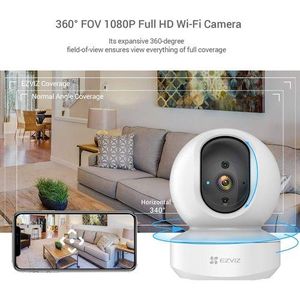 360° FOV 1080P Full HD Wi-Fi Camera
Its expansive 360-degree
field-of-view ensures view everything of full coverage
EZVIZ Coverage
Normal Angle Coverage
Horizontal
340°
EZVIZ